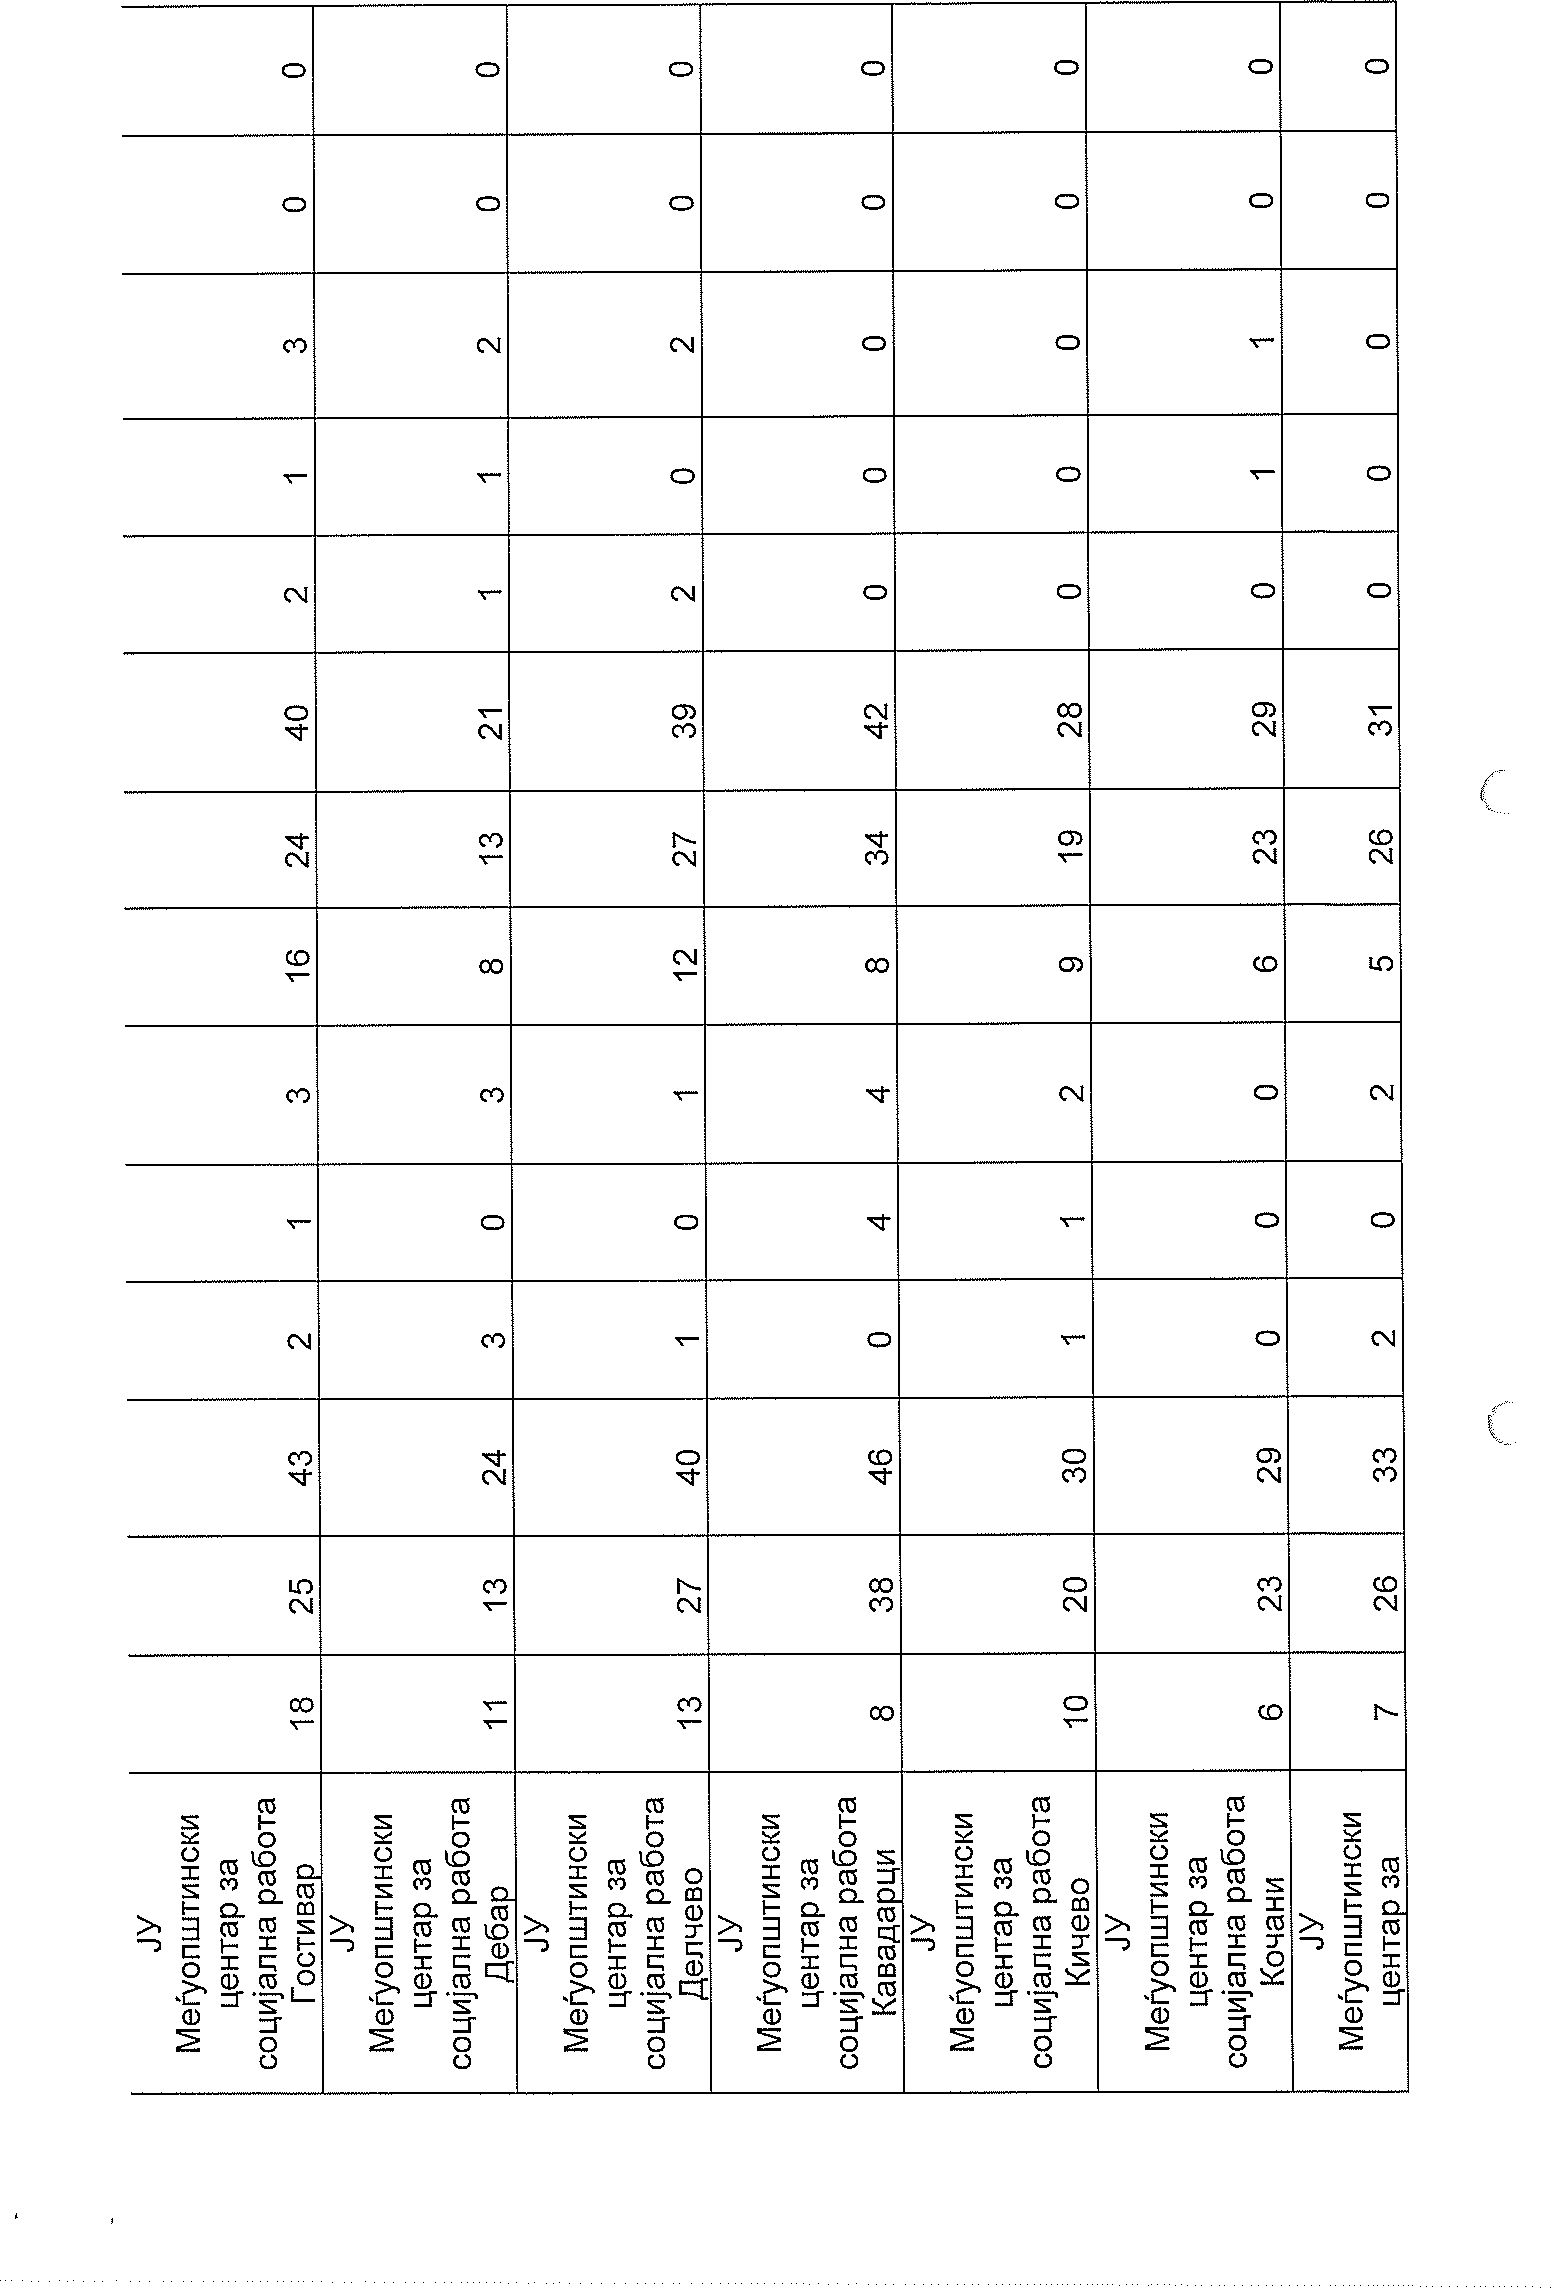 ЈУ
Меѓуопштински
центар за
социјална работа
Гостивар 18 25 43 2 1 3 16 24 40 2 1 3 0 0
ЈУ
Меѓуопштински
центар за
социјална работа
Дебар 11 13 24 3 0 3 8 13 21 1 1 2 0 0
ЈУ
Меѓуопштински
центар за
социјална работа
Делчево 13 27 40 1 0 1 12 27 39 2 0 2 0 0
ЈУ
Меѓуопштински
центар за
социјална работа
Кавадарци 8 38 46 0 4 4 8 34 42 0 0 0 0 0
ЈУ
Меѓуопштински
центар за
социјална работа
Кичево 10 20 30 1 1 2 9 19 28 0 0 0 0 0
ЈУ
Меѓуопштински
центар за
социјална работа
Кочани 6 23 29 0 0 0 6 23 29 0 1 1 0 0
ЈУ
Меѓуопштински
центар за 7 26 33 2 0 2 5 26 31 0 0 0 0 0